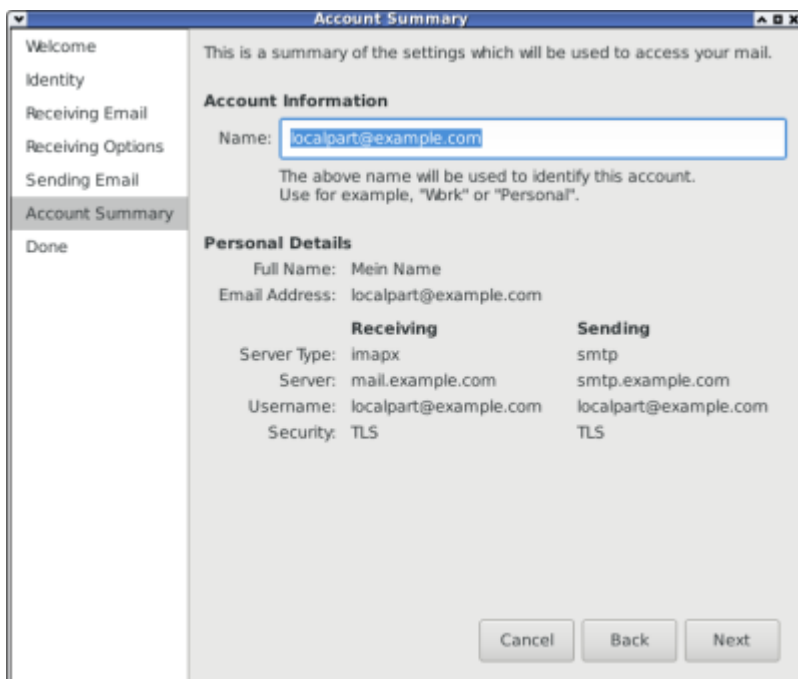 Account Summary
Welcome
Identity
Receiving Email
Receiving Options
Sending Email
Account Summary
Done
This is a summary of the settings which will be used to access your mail.
Account Information
Name: localpart@example.com
The above name will be used to identify this account.
Use for example, "Work" or "Personal".
Personal Details
Full Name: Mein Name
Email Address: localpart@example.com
Receiving Sending
Server Type: imapx smtp
Server: mail.example.com smtp.example.com
Username: localpart@example.com localpart@example.com
Security: TLS TLS
Cancel Back Next